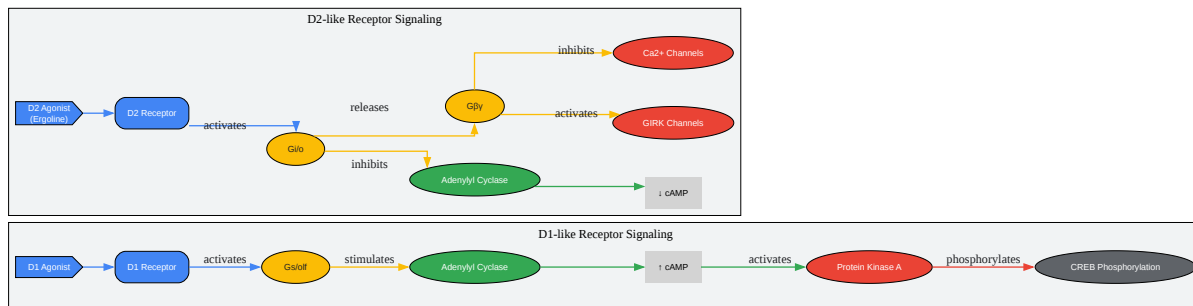 D2-like Receptor Signaling
inhibits
Ca2+ Channels
D2 Agonist
(Ergoline)
D2 Receptor
activates
releases
Gβγ
activates
GIRK Channels
Gi/o
inhibits
Adenylyl Cyclase
↓ cAMP
D1-like Receptor Signaling
D1 Agonist
D1 Receptor
activates
Gs/olf
stimulates
Adenylyl Cyclase
↑ cAMP
activates
Protein Kinase A
phosphorylates
CREB Phosphorylation